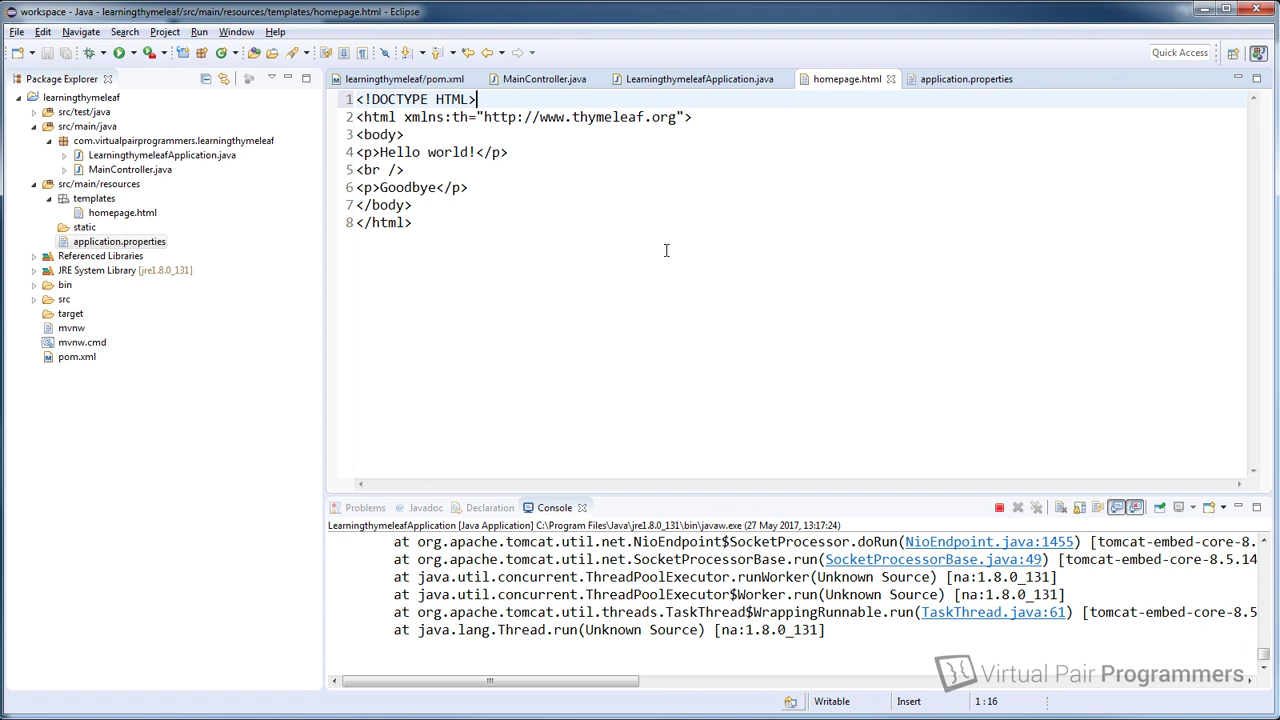 workspace - Java - learningthymeleaf/src/main/resources/templates/homepage.html - Eclipse
File Edit Navigate Search Project Run Window Help
Quick Access
Package Explorer
learningthymeleaf/pom.xml MainController.java LearningthymeleafApplication.java homepage.html application.properties
learningthymeleaf
src/test/java
src/main/java
com.virtualpairprogrammers.learningthymeleaf
LearningthymeleafApplication.java
MainController.java
src/main/resources
templates
homepage.html
static
application.properties
Referenced Libraries
JRE System Library [jre1.8.0_131]
bin
src
target
mvnw
mvnw.cmd
pom.xml
1 <!DOCTYPE HTML>
2 <html xmlns:th="http://www.thymeleaf.org">
3 <body>
4 <p>Hello world!</p>
5 <br />
6 <p>Goodbye</p>
7 </body>
8 </html>
Problems Javadoc Declaration Console
LearningthymeleafApplication [Java Application] C:\Program Files\Java\jre1.8.0_131\bin\javaw.exe (27 May 2017, 13:17:24)
at org.apache.tomcat.util.net.NioEndpoint$SocketProcessor.doRun(NioEndpoint.java:1455) [tomcat-embed-core-8.
at org.apache.tomcat.util.net.SocketProcessorBase.run(SocketProcessorBase.java:49) [tomcat-embed-core-8.5.14
at java.util.concurrent.ThreadPoolExecutor.runWorker(Unknown Source) [na:1.8.0_131]
at java.util.concurrent.ThreadPoolExecutor$Worker.run(Unknown Source) [na:1.8.0_131]
at org.apache.tomcat.util.threads.TaskThread$WrappingRunnable.run(TaskThread.java:61) [tomcat-embed-core-8.5
at java.lang.Thread.run(Unknown Source) [na:1.8.0_131]
Virtual Pair Programmers
Writable Insert 1 : 16